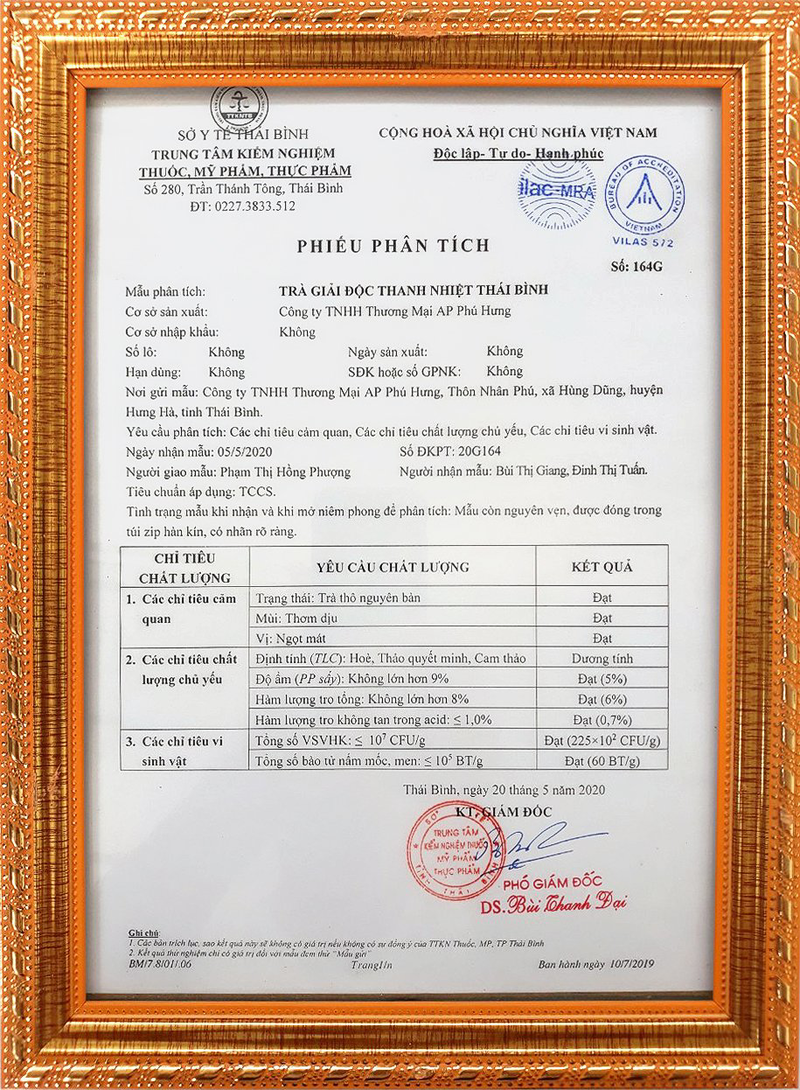 TTKNTB
SỞ Y TẾ THÁI BÌNH
TRUNG TÂM KIỂM NGHIỆM
THUỐC, MỸ PHẨM, THỰC PHẨM
Số 280, Trần Thánh Tông, Thái Bình
ĐT: 0227.3833.512
CỘNG HOÀ XÃ HỘI CHỦ NGHĨA VIỆT NAM
Độc lập- Tự do- Hạnh phúc
ilac-MRA
BUREAU OF ACCREDITATION
VIETNAM
VILAS 572
PHIẾU PHÂN TÍCH
Số: 164G
Mẫu phân tích: TRÀ GIẢI ĐỘC THANH NHIỆT THÁI BÌNH
Cơ sở sản xuất: Công ty TNHH Thương Mại AP Phú Hưng
Cơ sở nhập khẩu: Không
Số lô: Không Ngày sản xuất: Không
Hạn dùng: Không SĐK hoặc số GPNK: Không
Nơi gửi mẫu: Công ty TNHH Thương Mại AP Phú Hưng, Thôn Nhân Phú, xã Hùng Dũng, huyện
Hưng Hà, tỉnh Thái Bình.
Yêu cầu phân tích: Các chỉ tiêu cảm quan, Các chỉ tiêu chất lượng chủ yếu, Các chỉ tiêu vi sinh vật.
Ngày nhận mẫu: 05/5/2020 Số ĐKPT: 20G164
Người giao mẫu: Phạm Thị Hồng Phượng Người nhận mẫu: Bùi Thị Giang, Đinh Thị Tuấn.
Tiêu chuẩn áp dụng: TCCS.
Tình trạng mẫu khi nhận và khi mở niêm phong để phân tích: Mẫu còn nguyên vẹn, được đóng trong
túi zip hàn kín, có nhãn rõ ràng.
CHỈ TIÊU CHẤT LƯỢNG YÊU CẦU CHẤT LƯỢNG KẾT QUẢ
1. Các chỉ tiêu cảm quan
Trạng thái: Trà thô nguyên bản Đạt
Mùi: Thơm dịu Đạt
Vị: Ngọt mát Đạt
2. Các chỉ tiêu chất lượng chủ yếu
Định tính (TLC): Hoè, Thảo quyết minh, Cam thảo Dương tính
Độ ẩm (PP sấy): Không lớn hơn 9% Đạt (5%)
Hàm lượng tro tổng: Không lớn hơn 8% Đạt (6%)
Hàm lượng tro không tan trong acid: ≤ 1,0% Đạt (0,7%)
3. Các chỉ tiêu vi sinh vật
Tổng số VSVHK: ≤ 10⁷ CFU/g Đạt (225×10² CFU/g)
Tổng số bào tử nấm mốc, men: ≤ 10⁵ BT/g Đạt (60 BT/g)
Thái Bình, ngày 20 tháng 5 năm 2020
KT.GIÁM ĐỐC
TRUNG TÂM
KIỂM NGHIỆM THUỐC
MỸ PHẨM
THỰC PHẨM
PHÓ GIÁM ĐỐC
DS. Bùi Thanh Đại
Ghi chú:
1. Các bản trích lục, sao kết quả này sẽ không có giá trị nếu không có sự đồng ý của TTKN Thuốc, MP, TP Thái Bình
2. Kết quả thử nghiệm chỉ có giá trị đối với mẫu đem thử "Mẫu gửi"
BM/7.8/01/.06 Trang1/n Ban hành ngày 10/7/2019